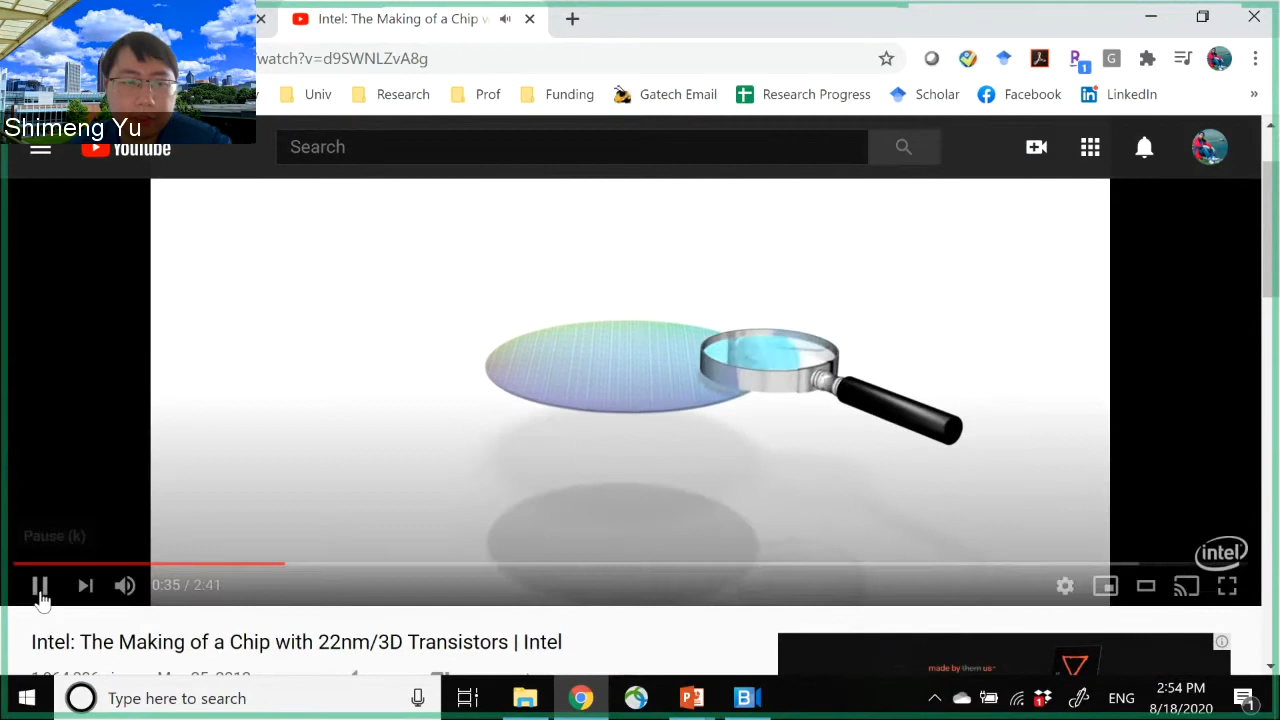 Intel: The Making of a Chip w
watch?v=d9SWNLZvA8g
Univ Research Prof Funding Gatech Email Research Progress Scholar Facebook LinkedIn »
Shimeng Yu
YouTube
Search
Pause (k)
intel
0:35 / 2:41
Intel: The Making of a Chip with 22nm/3D Transistors | Intel
made by them us
Type here to search
ENG
2:54 PM
8/18/2020